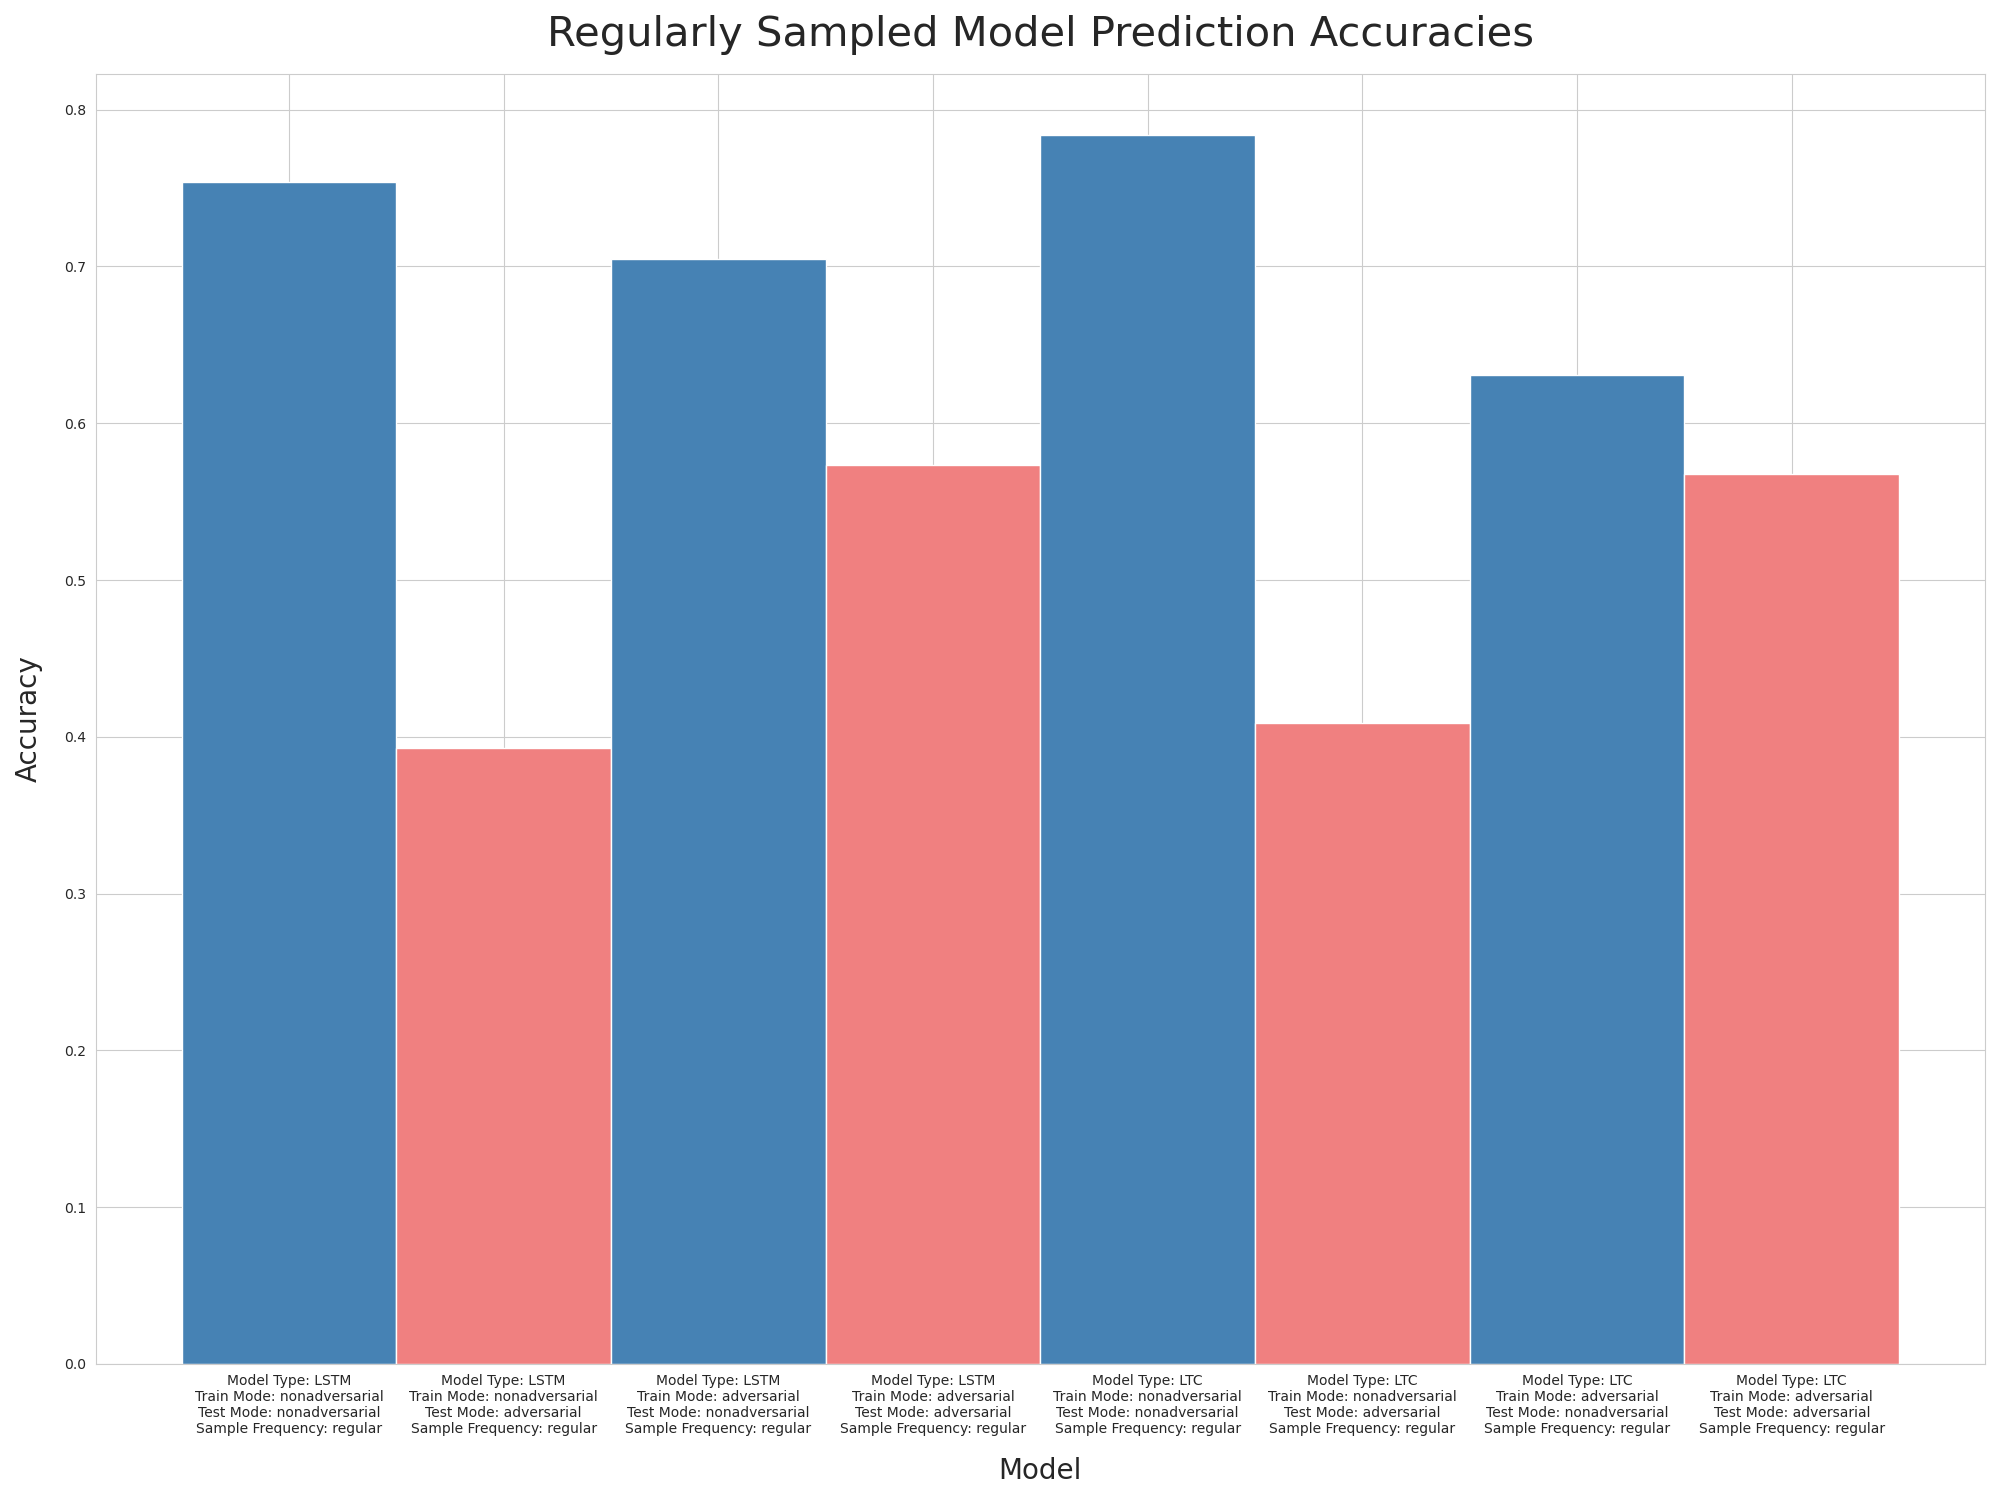 Regularly Sampled Model Prediction Accuracies
0.8
0.7
0.6
0.5
0.4
0.3
0.2
0.1
0.0
Accuracy
Model Type: LSTM
Train Mode: nonadversarial
Test Mode: nonadversarial
Sample Frequency: regular
Model Type: LSTM
Train Mode: nonadversarial
Test Mode: adversarial
Sample Frequency: regular
Model Type: LSTM
Train Mode: adversarial
Test Mode: nonadversarial
Sample Frequency: regular
Model Type: LSTM
Train Mode: adversarial
Test Mode: adversarial
Sample Frequency: regular
Model Type: LTC
Train Mode: nonadversarial
Test Mode: nonadversarial
Sample Frequency: regular
Model Type: LTC
Train Mode: nonadversarial
Test Mode: adversarial
Sample Frequency: regular
Model Type: LTC
Train Mode: adversarial
Test Mode: nonadversarial
Sample Frequency: regular
Model Type: LTC
Train Mode: adversarial
Test Mode: adversarial
Sample Frequency: regular
Model